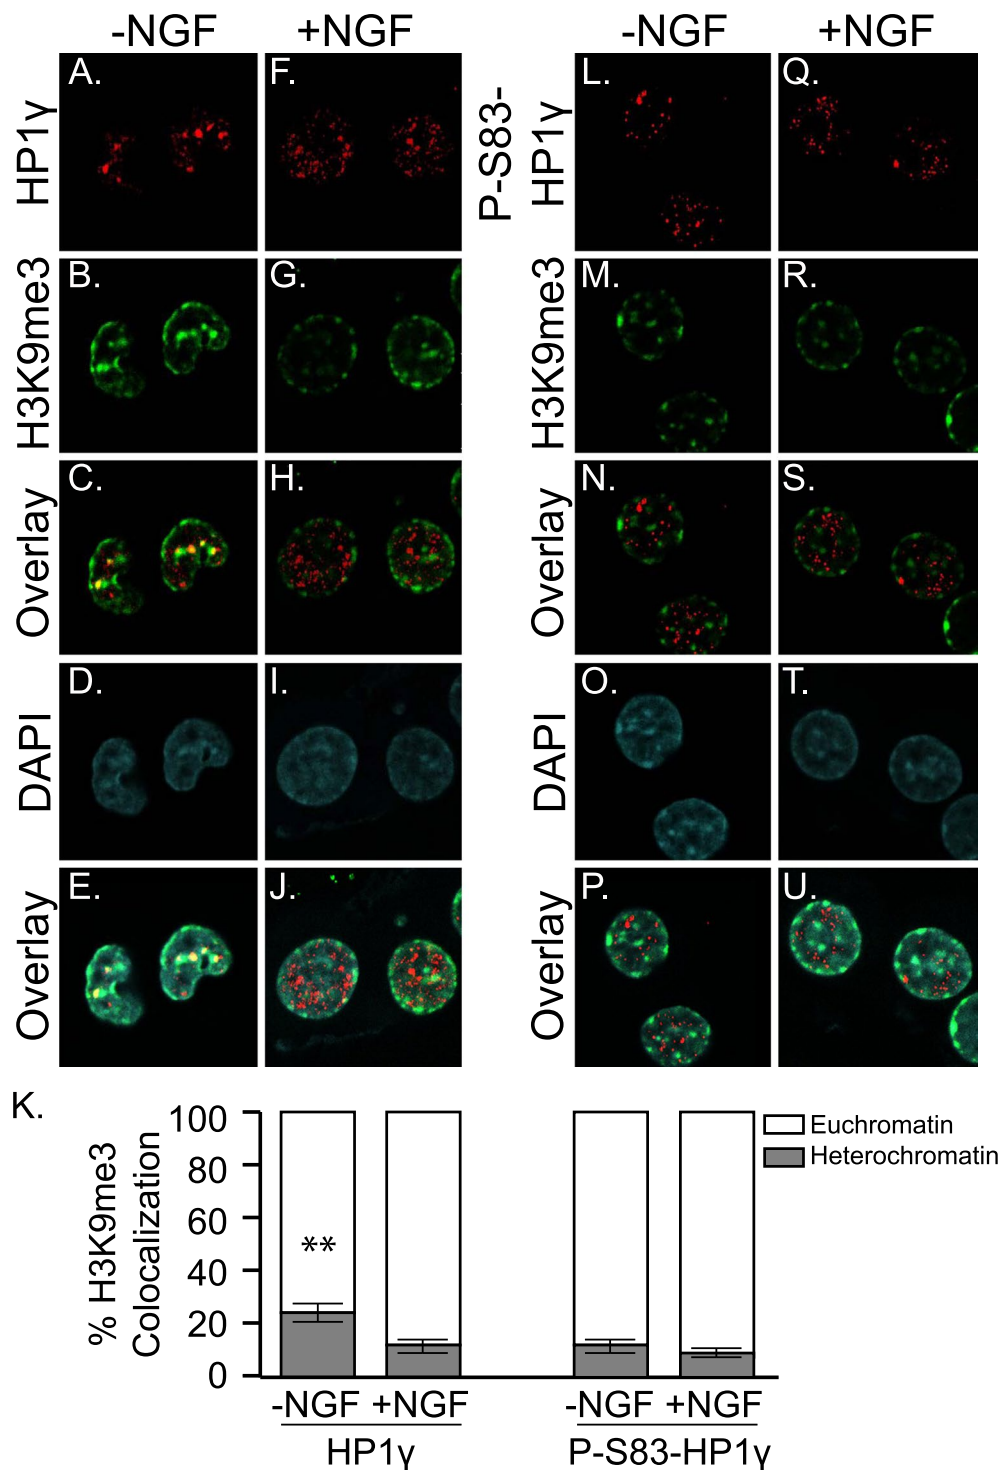 -NGF +NGF -NGF +NGF
HP1γ A. F. P-S83-HP1γ L. Q.
H3K9me3 B. G. H3K9me3 M. R.
Overlay C. H. Overlay N. S.
DAPI D. I. DAPI O. T.
Overlay E. J. Overlay P. U.
K.
% H3K9me3
Colocalization
100
80
60
40
20
0
**
Euchromatin
Heterochromatin
-NGF +NGF -NGF +NGF
HP1γ P-S83-HP1γ